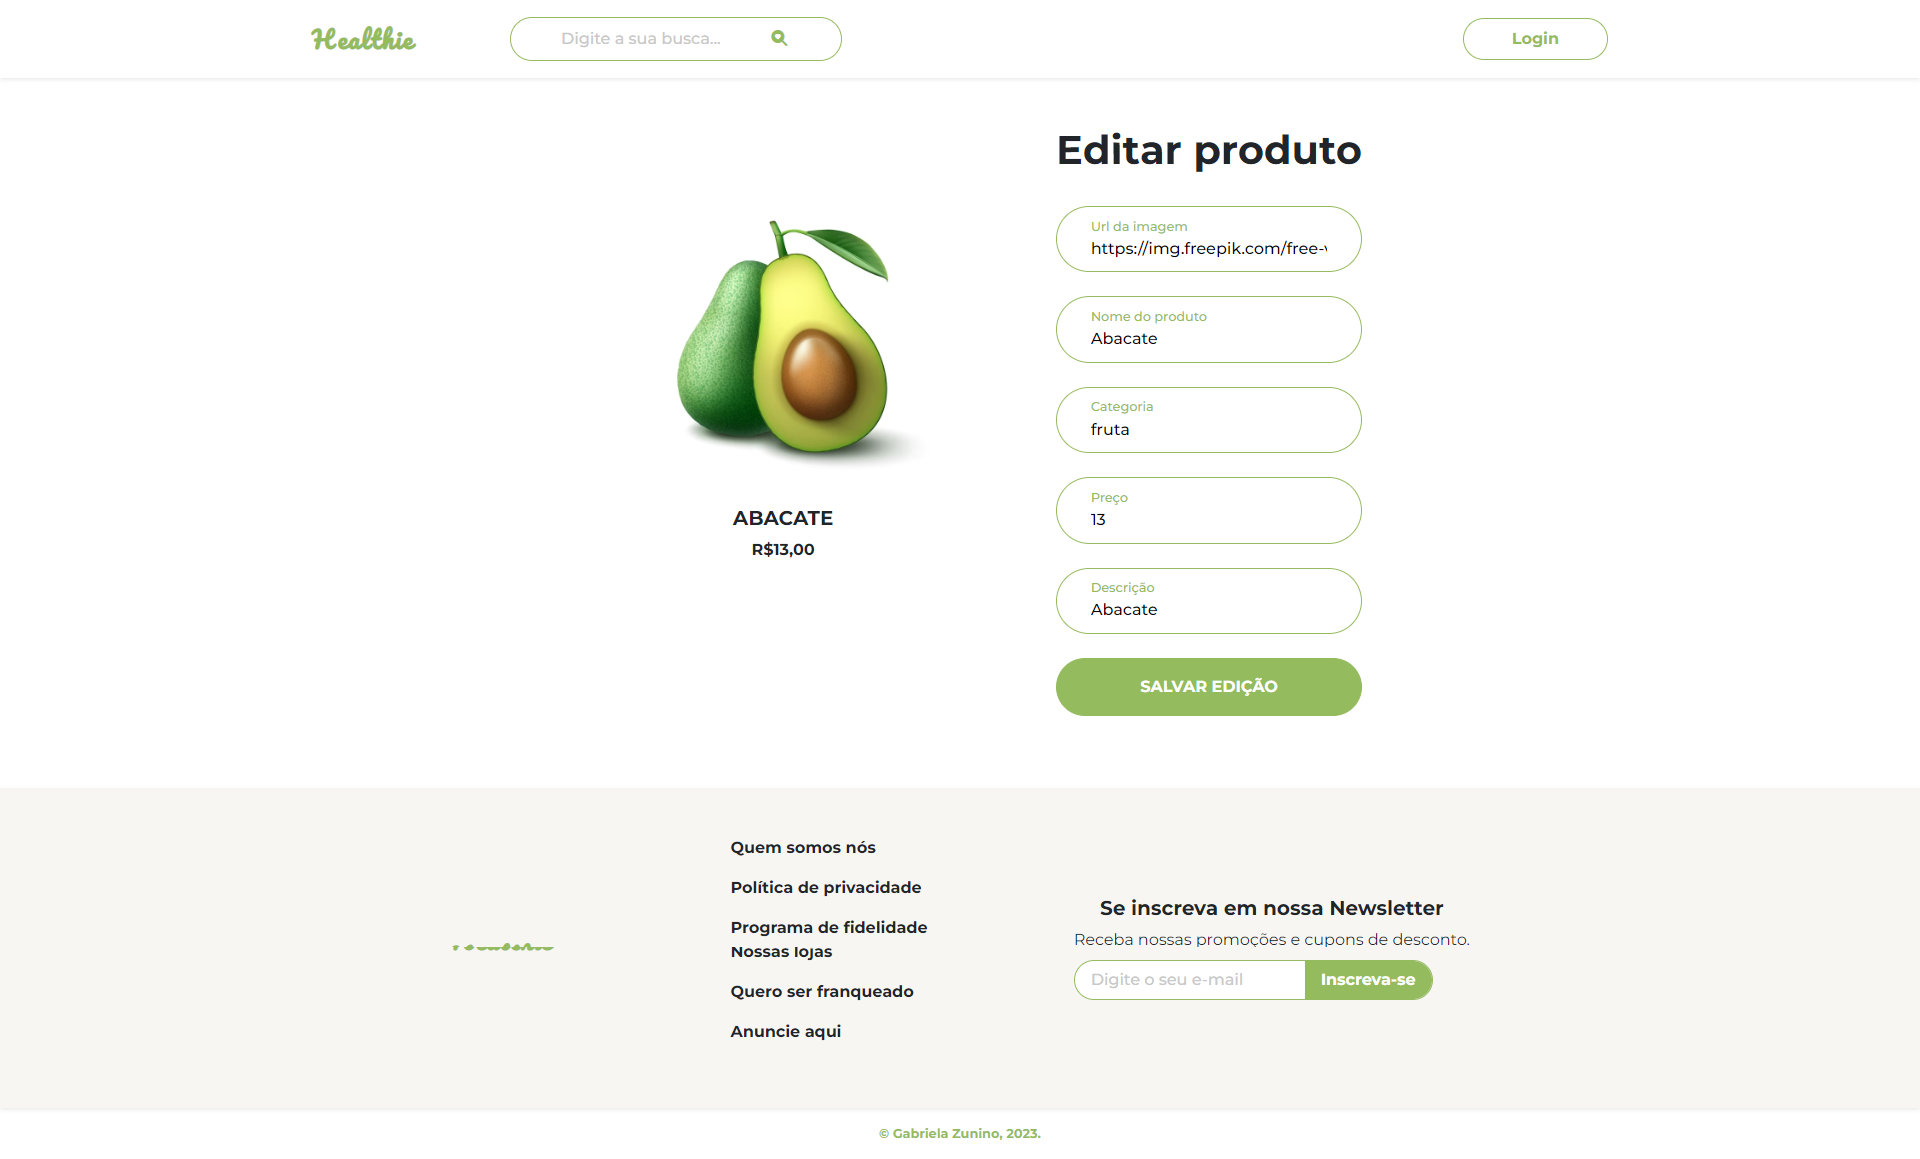 Healthie
Digite a sua busca...
Login
Editar produto
Url da imagem
https://img.freepik.com/free-
Nome do produto
Abacate
Categoria
fruta
Preço
13
Descrição
Abacate
SALVAR EDIÇÃO
ABACATE
R$13,00
Quem somos nós
Política de privacidade
Programa de fidelidade
Nossas lojas
Quero ser franqueado
Anuncie aqui
Se inscreva em nossa Newsletter
Receba nossas promoções e cupons de desconto.
Digite o seu e-mail
Inscreva-se
© Gabriela Zunino, 2023.